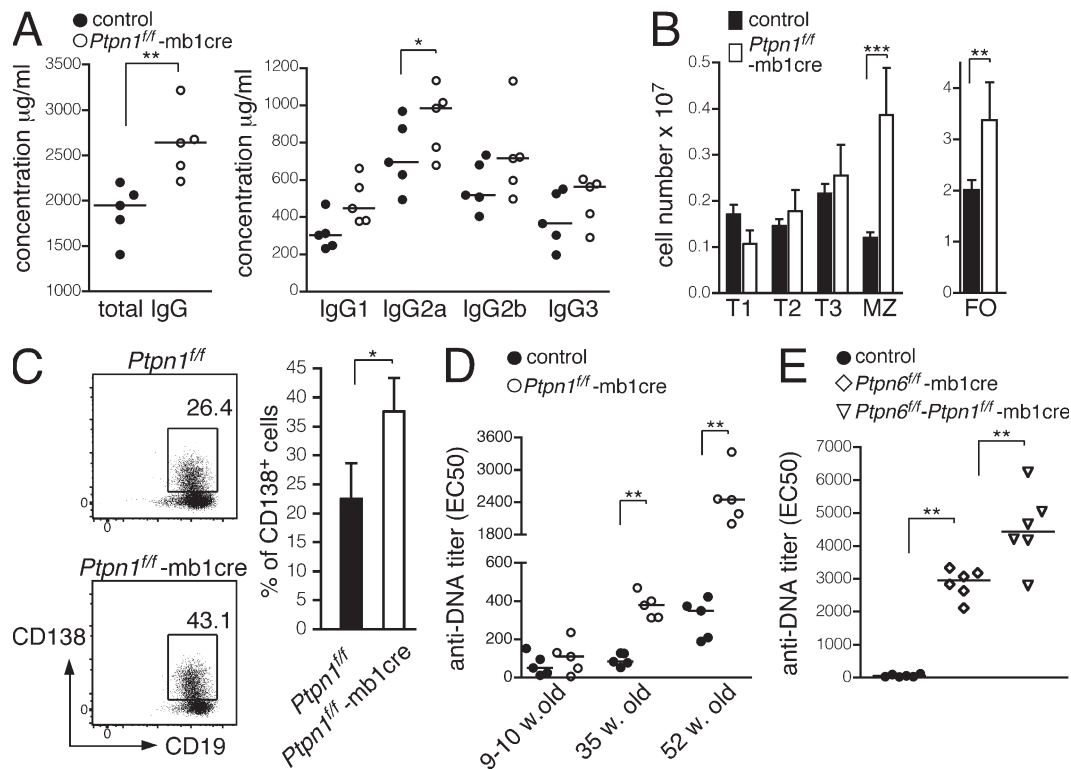 A
control
Ptpn1f/f-mb1cre
concentration µg/ml
3500
3000
2500
2000
1500
1000
**
total IgG
concentration µg/ml
1200
1000
800
600
400
200
0
*
IgG1 IgG2a IgG2b IgG3
B
control
Ptpn1f/f
-mb1cre
cell number x 10⁷
0.5
0.4
0.3
0.2
0.1
0.0
***
T1 T2 T3 MZ
4
3
2
1
0
**
FO
C
Ptpn1f/f
26.4
0
0
Ptpn1f/f-mb1cre
43.1
0
0
CD138
CD19
% of CD138⁺ cells
45
40
35
30
25
20
15
10
5
0
*
Ptpn1f/f
Ptpn1f/f-mb1cre
D
control
Ptpn1f/f-mb1cre
anti-DNA titer (EC50)
3600
3000
2400
1800
600
400
200
0
**
**
9-10 w.old
35 w. old
52 w. old
E
control
Ptpn6f/f-mb1cre
Ptpn6f/f-Ptpn1f/f-mb1cre
anti-DNA titer (EC50)
7000
6000
5000
4000
3000
2000
1000
0
**
**